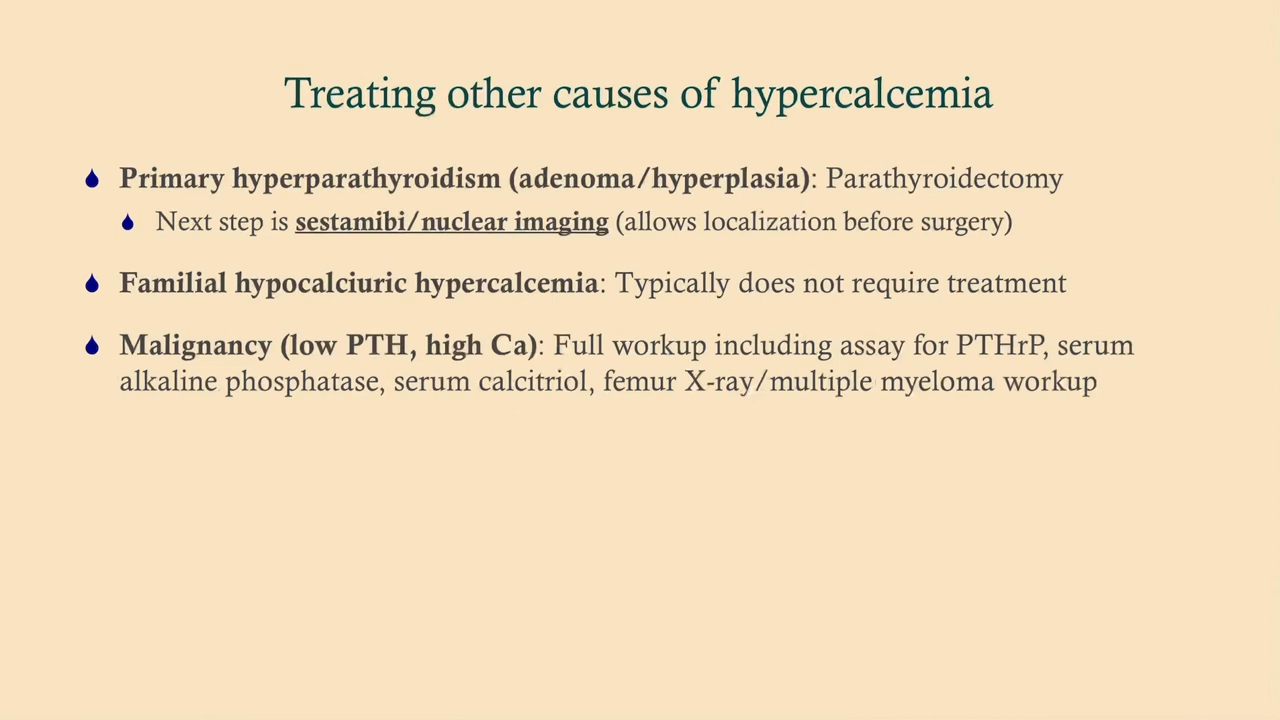 Treating other causes of hypercalcemia
Primary hyperparathyroidism (adenoma/hyperplasia): Parathyroidectomy
Next step is sestamibi/nuclear imaging (allows localization before surgery)
Familial hypocalciuric hypercalcemia: Typically does not require treatment
Malignancy (low PTH, high Ca): Full workup including assay for PTHrP, serum
alkaline phosphatase, serum calcitriol, femur X-ray/multiple myeloma workup